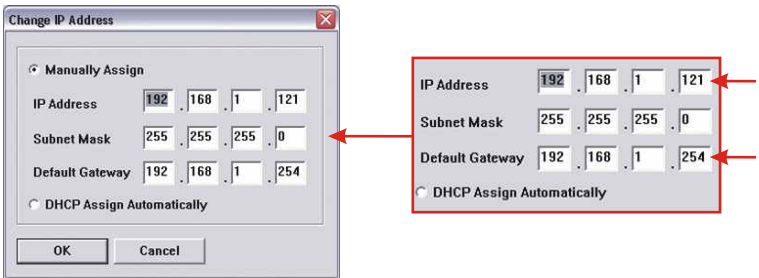 Change IP Address
Manually Assign
IP Address 192 . 168 . 1 . 121
Subnet Mask 255 . 255 . 255 . 0
Default Gateway 192 . 168 . 1 . 254
DHCP Assign Automatically
OK Cancel
IP Address 192 . 168 . 1 . 121
Subnet Mask 255 . 255 . 255 . 0
Default Gateway 192 . 168 . 1 . 254
DHCP Assign Automatically